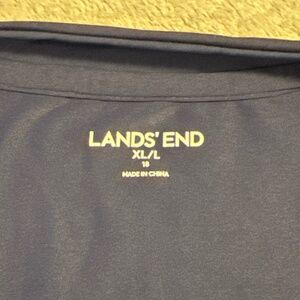 LANDS' END
XL/L
18
MADE IN CHINA